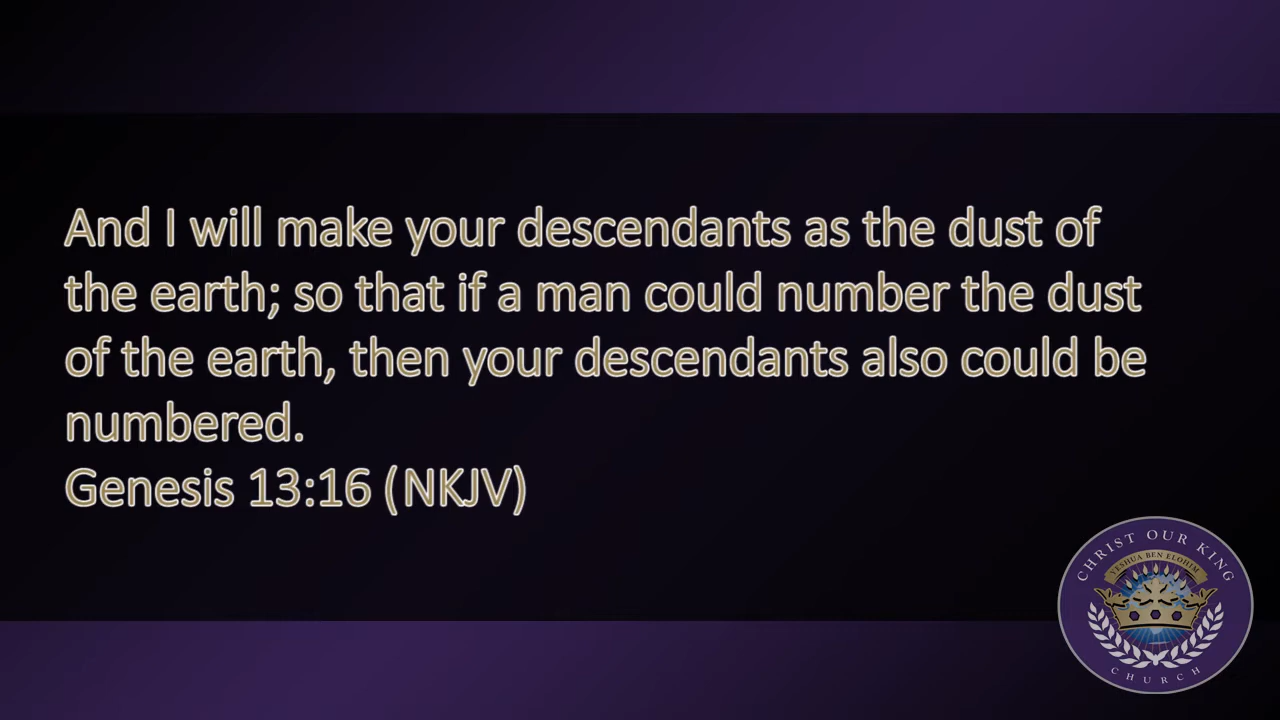 And I will make your descendants as the dust of
the earth; so that if a man could number the dust
of the earth, then your descendants also could be
numbered.
Genesis 13:16 (NKJV)
CHRIST OUR KING
YESHUA BEN ELOHIM
CHURCH